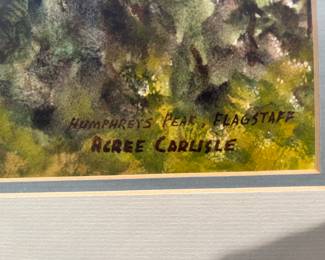 HUMPHREYS PEAK, FLAGSTAFF
ACREE CARLISLE